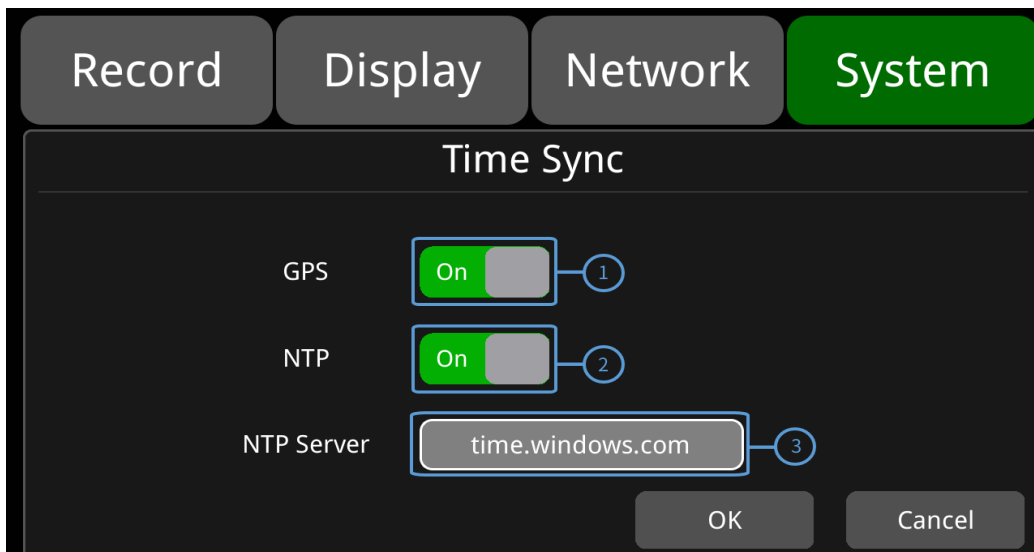 Record Display Network System
Time Sync
GPS On 1
NTP On 2
NTP Server time.windows.com 3
OK Cancel